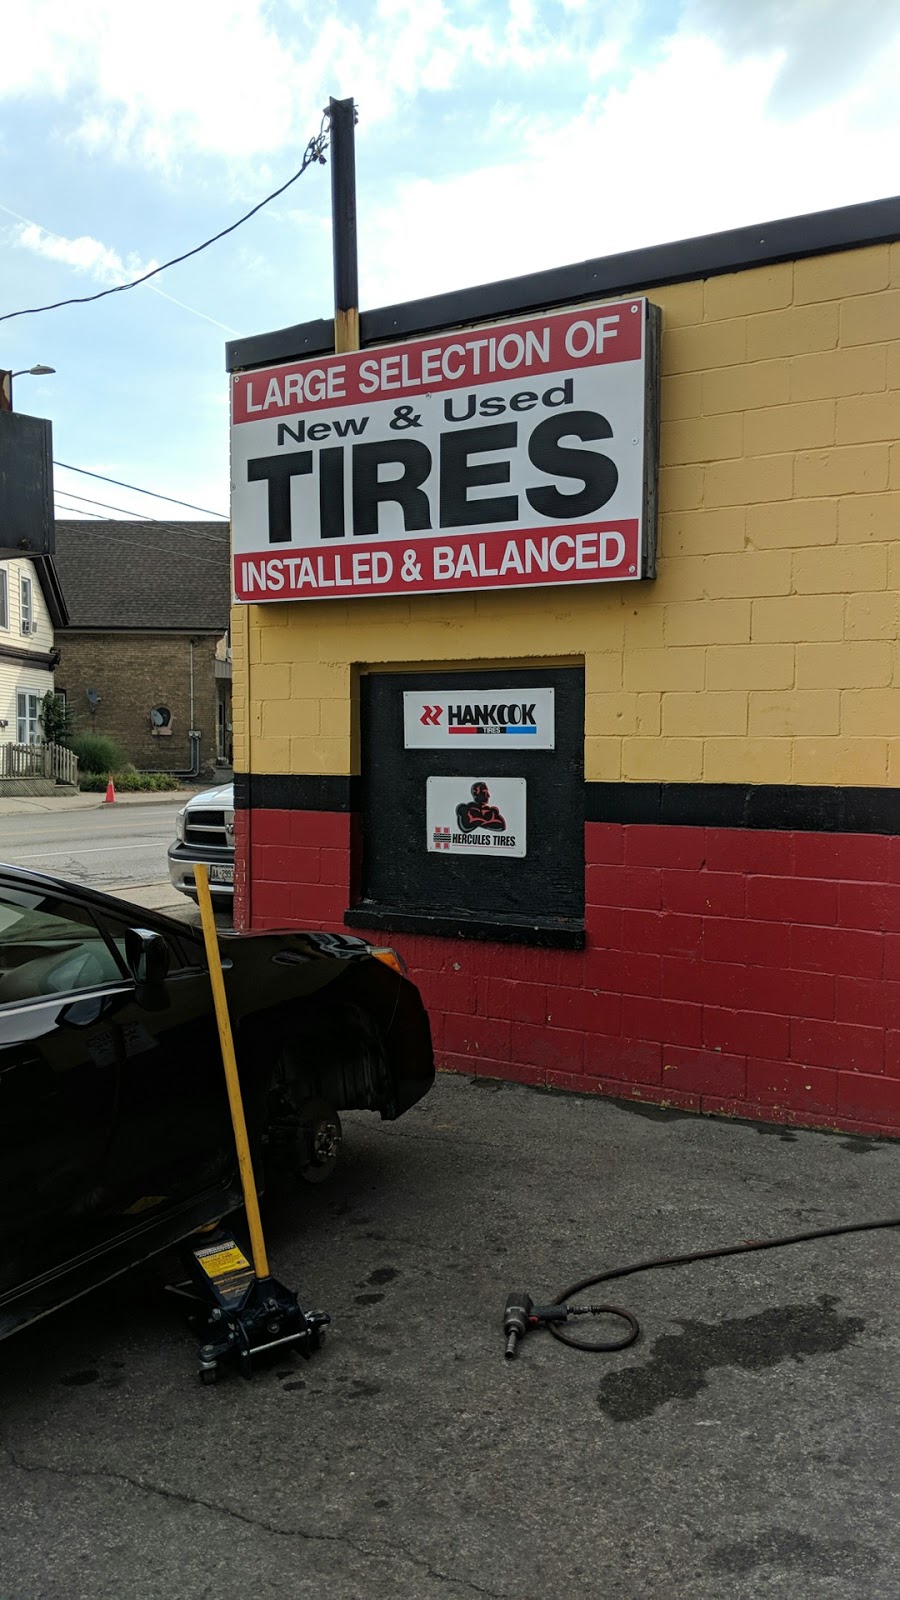 LARGE SELECTION OF
New & Used
TIRES
INSTALLED & BALANCED
HANKOOK
TIRES
HERCULES TIRES